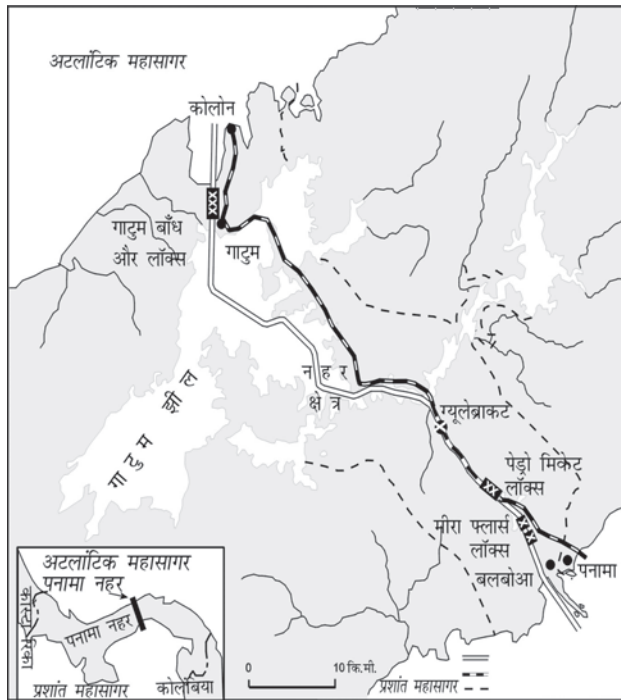 अटलांटिक महासागर
कोलोन
गाटुम बाँध
और लॉक्स
गाटुम
नहर
क्षेत्र
गाटुम झील
ग्यूलेब्राकट
पेड्रो मिकेट
लॉक्स
मीरा फ्लार्स
लॉक्स
बलबोआ
पनामा
अटलांटिक महासागर
पनामा नहर
कास्टा रिका
पनामा नहर
प्रशांत महासागर
कोलंबिया
0 10 कि.मी.
प्रशांत महासागर